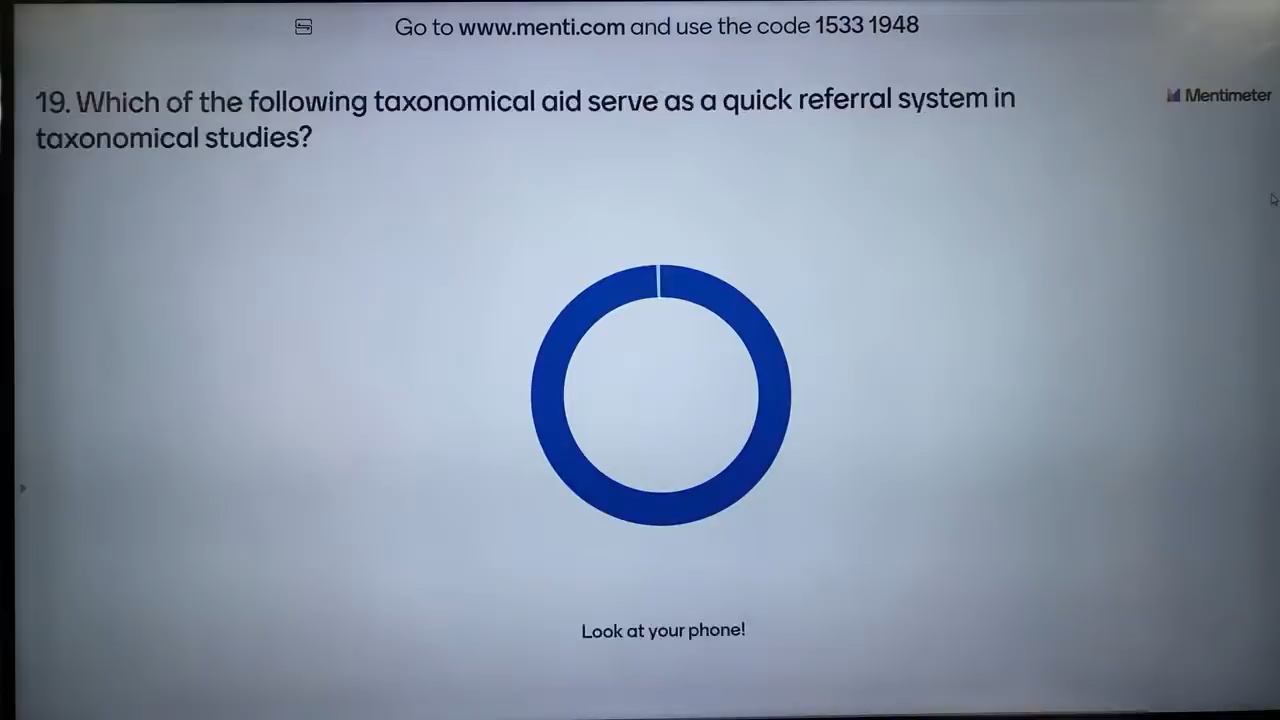 Go to www.menti.com and use the code 1533 1948
19. Which of the following taxonomical aid serve as a quick referral system in
taxonomical studies?
Mentimeter
Look at your phone!